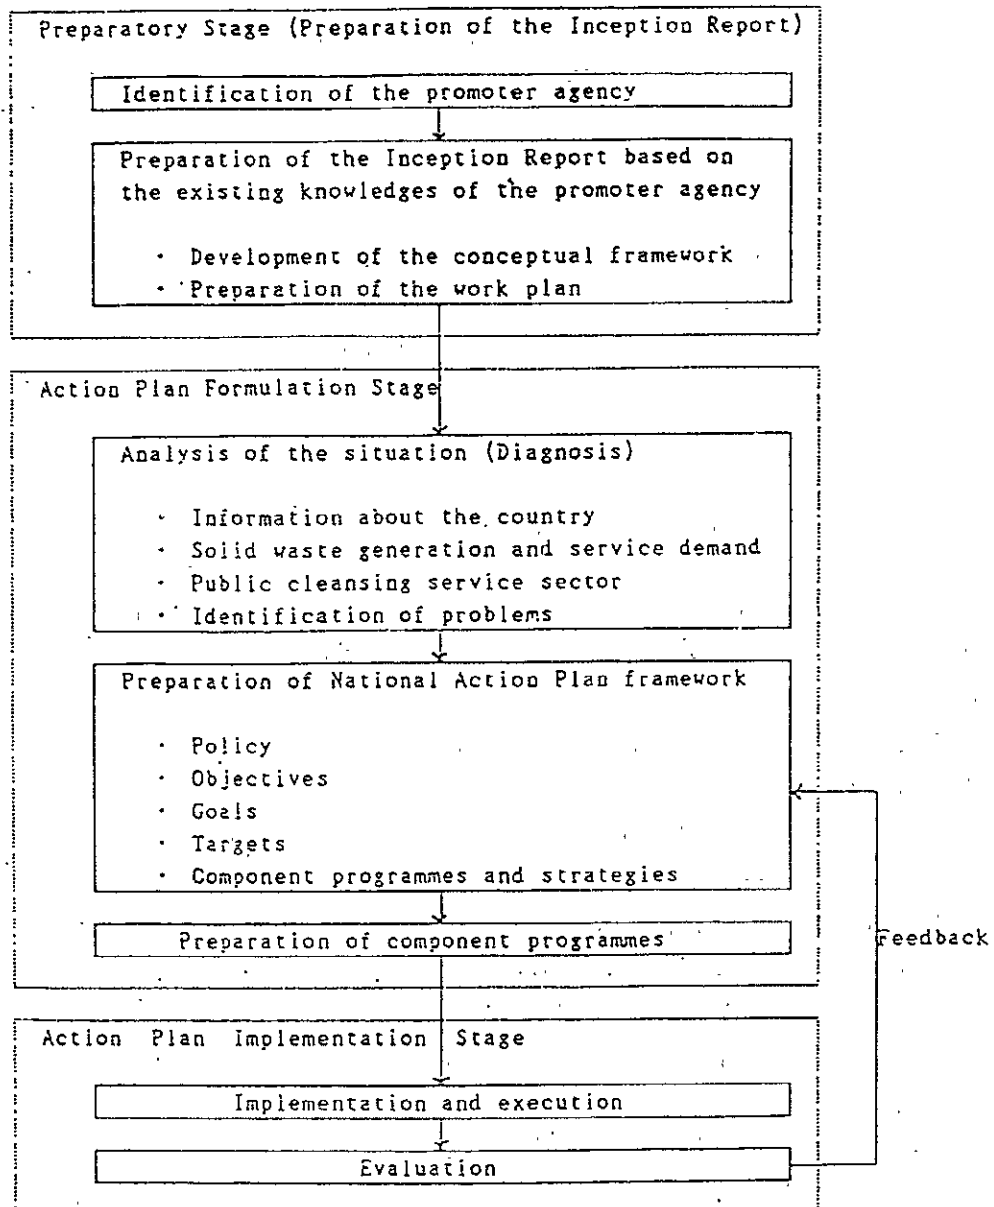 Preparatory Stage (Preparation of the Inception Report)
Identification of the promoter agency
Preparation of the Inception Report based on
the existing knowledges of the promoter agency
· Development of the conceptual framework
· Preparation of the work plan
Action Plan Formulation Stage
Analysis of the situation (Diagnosis)
· Information about the country
· Solid waste generation and service demand
· Public cleansing service sector
· Identification of problems
Preparation of National Action Plan framework
· Policy
· Objectives
· Goals
· Targets
· Component programmes and strategies
Preparation of component programmes
Feedback
Action Plan Implementation Stage
Implementation and execution
Evaluation